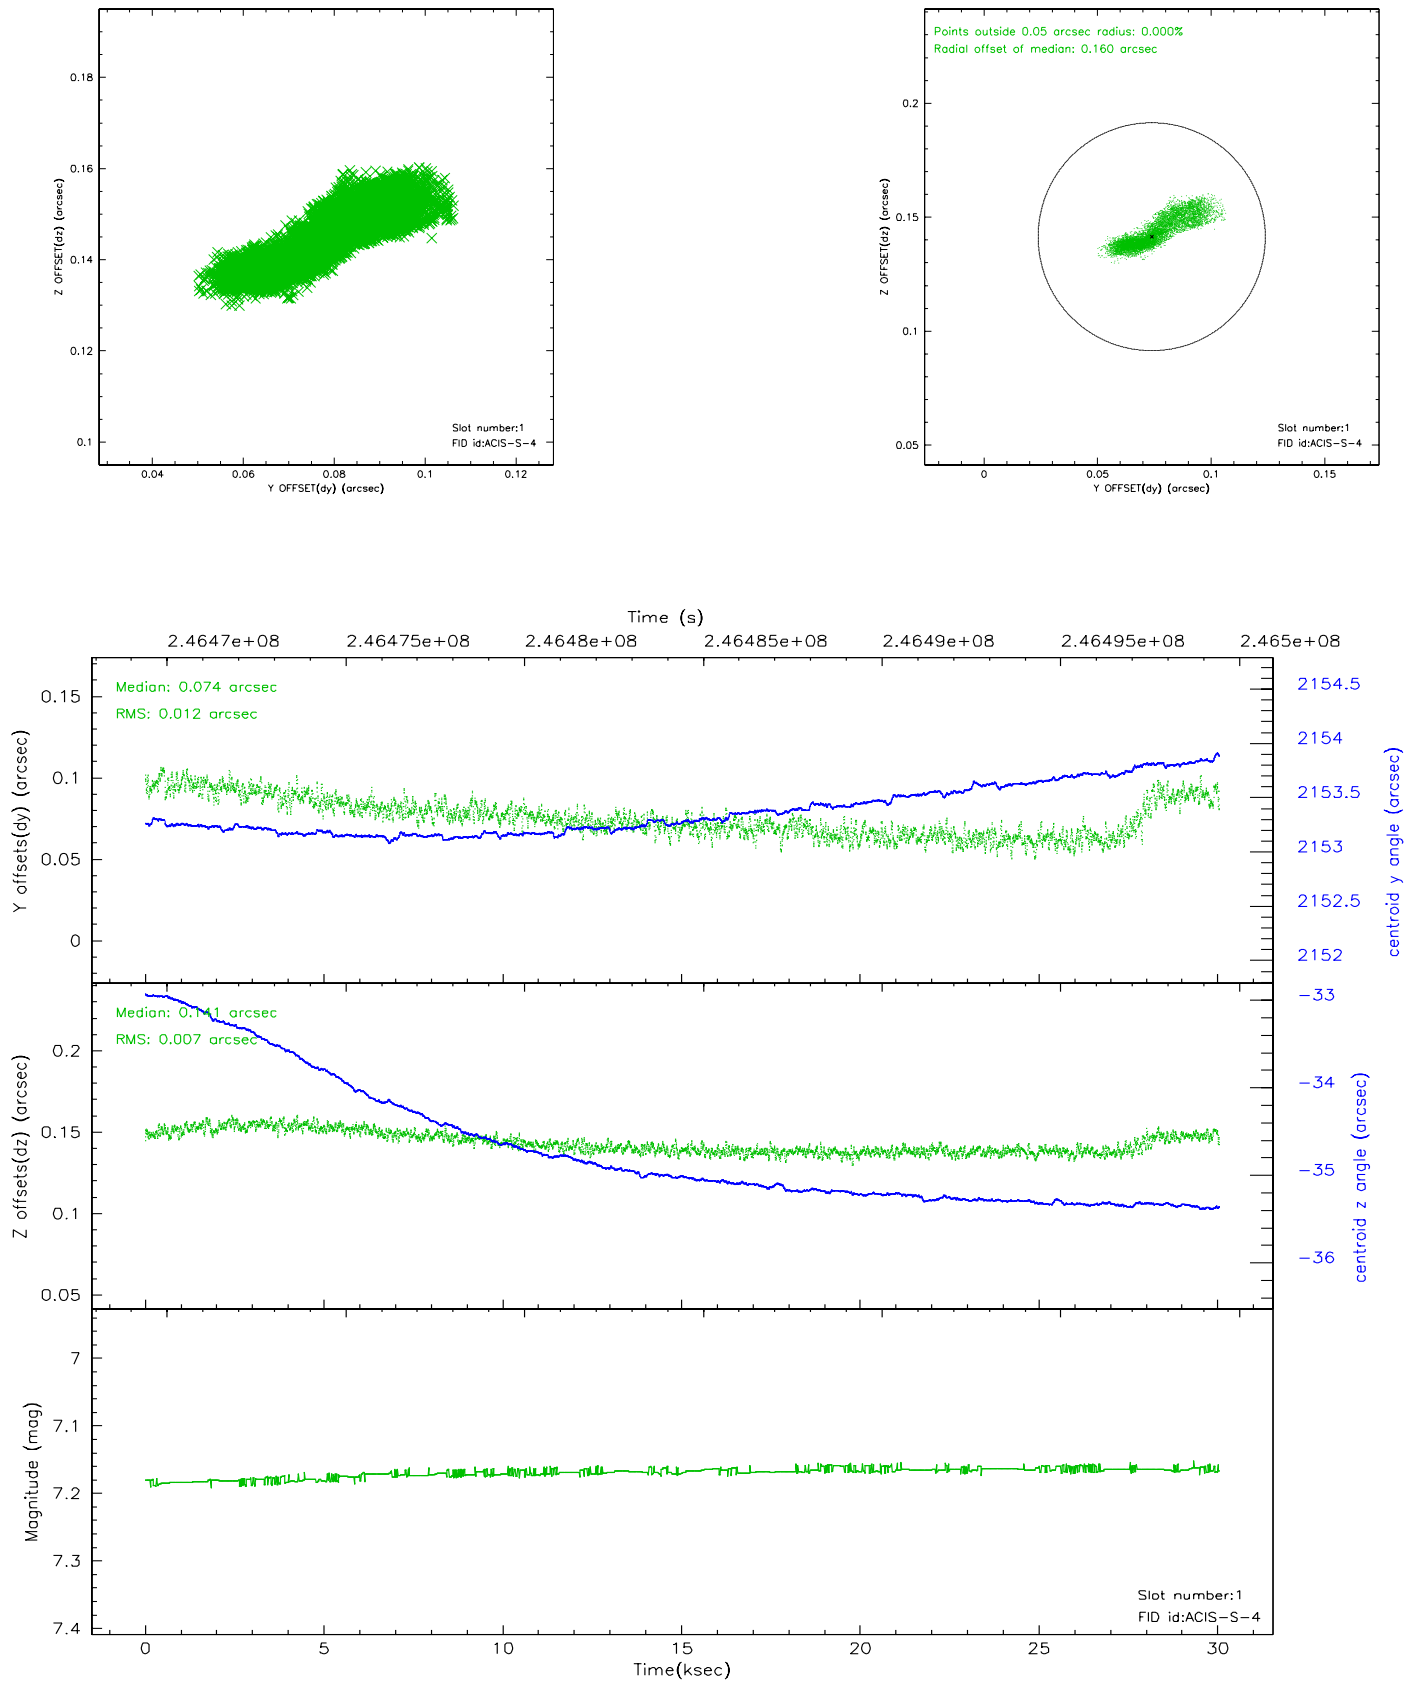 0.18
0.16
0.14
0.12
0.1
Z OFFSET(dz) (arcsec)
Slot number:1
FID id:ACIS-S-4
0.04 0.06 0.08 0.1 0.12
Y OFFSET(dy) (arcsec)
Points outside 0.05 arcsec radius: 0.000%
Radial offset of median: 0.160 arcsec
0.2
0.15
0.1
0.05
Z OFFSET(dz) (arcsec)
Slot number:1
FID id:ACIS-S-4
0 0.05 0.1 0.15
Y OFFSET(dy) (arcsec)
Time (s)
2.4647e+08 2.46475e+08 2.4648e+08 2.46485e+08 2.4649e+08 2.46495e+08 2.465e+08
Median: 0.074 arcsec
RMS: 0.012 arcsec
0.15
0.1
0.05
0
Y offsets(dy) (arcsec)
2154.5
2154
2153.5
2153
2152.5
2152
centroid y angle (arcsec)
Median: 0.141 arcsec
RMS: 0.007 arcsec
0.2
0.15
0.1
0.05
Z offsets(dz) (arcsec)
-33
-34
-35
-36
centroid z angle (arcsec)
7
7.1
7.2
7.3
7.4
Magnitude (mag)
Slot number:1
FID id:ACIS-S-4
0 5 10 15 20 25 30
Time(ksec)